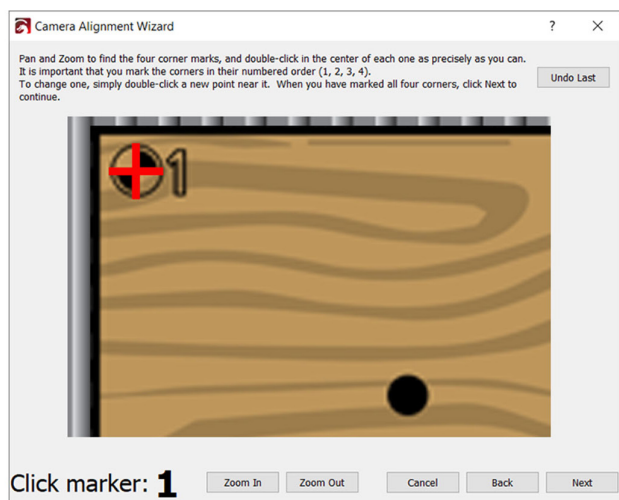 Camera Alignment Wizard
?
Pan and Zoom to find the four corner marks, and double-click in the center of each one as precisely as you can.
It is important that you mark the corners in their numbered order (1, 2, 3, 4).
To change one, simply double-click a new point near it. When you have marked all four corners, click Next to
continue.
Undo Last
1
Click marker: 1
Zoom In
Zoom Out
Cancel
Back
Next